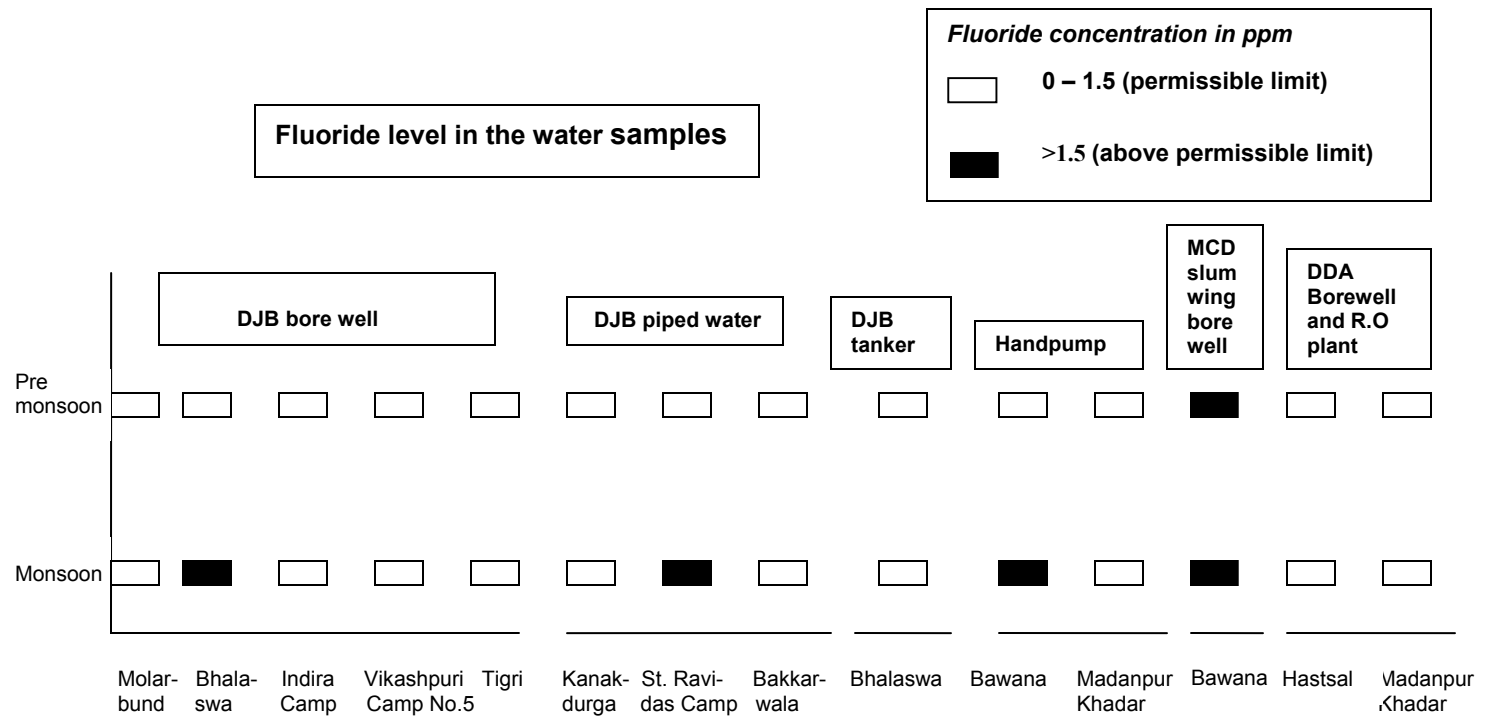 Fluoride concentration in ppm
0 – 1.5 (permissible limit)
>1.5 (above permissible limit)
Fluoride level in the water samples
DJB bore well
DJB piped water
DJB
tanker
Handpump
MCD
slum
wing
bore
well
DDA
Borewell
and R.O
plant
Pre
monsoon
Monsoon
Molar-
bund
Bhala-
swa
Indira
Camp
Vikashpuri
Camp No.5
Tigri
Kanak-
durga
St. Ravi-
das Camp
Bakkar-
wala
Bhalaswa
Bawana
Madanpur
Khadar
Bawana
Hastsal
Madanpur
Khadar